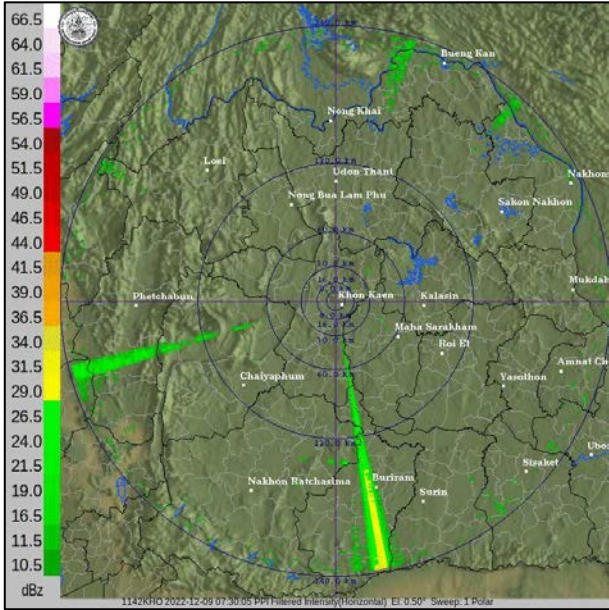 66.5
64.0
61.5
59.0
56.5
54.0
51.5
49.0
46.5
44.0
41.5
39.0
36.5
34.0
31.5
29.0
26.5
24.0
21.5
19.0
16.5
13.0
10.5
dBz
Bueng Kan
Nong Khai
Loei
Udon Thani
Nakhon
Nong Bua Lam Phu
Sakon Nakhon
Mukdah
Phetchabun
Khon Kaen
Kalasin
Maha Sarakham
Roi Et
Amnat Ch
Chaiyaphum
Yasothon
Ubo
Sisaket
Nakhon Ratchasima
Buriram
Surin
1142KHO 2022-12-09 07:30:05 PPI Filtered Intensity(Horizontal) El: 0.50° Sweep: 1 Polar